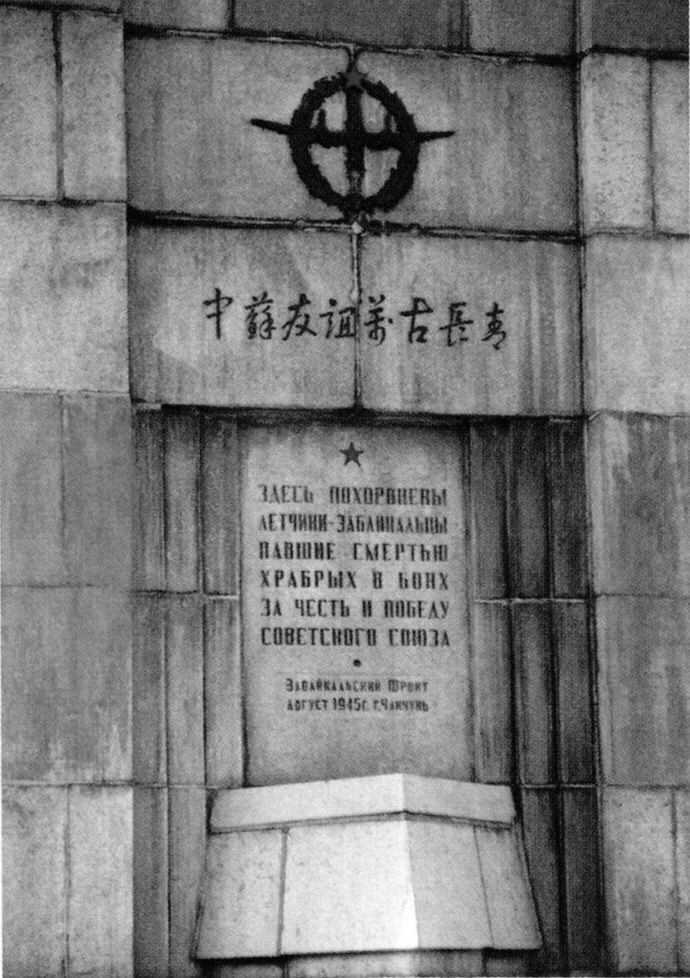 中蘇友誼萬古長青
ЗДЕСЬ ПОХОРОНЕНЫ
ЛЕТЧИКИ-ЗАБАЙКАЛЬЦЫ
ПАВШИЕ СМЕРТЬЮ
ХРАБРЫХ В БОЯХ
ЗА ЧЕСТЬ И ПОБЕДУ
СОВЕТСКОГО СОЮЗА
ЗАБАЙКАЛЬСКИЙ ФРОНТ
АВГУСТ 1945Г. Г.ЧАНЧУНЬ